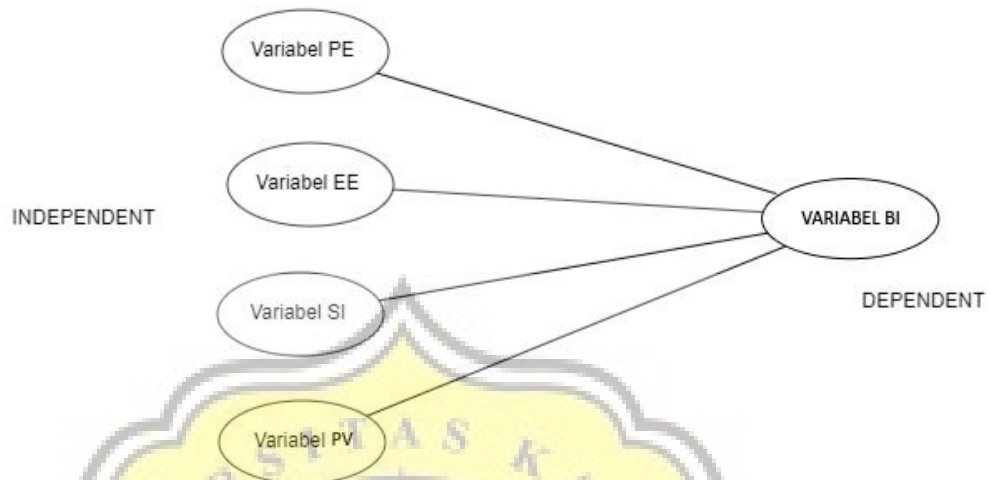 Variabel PE
Variabel EE
INDEPENDENT
VARIABEL BI
Variabel SI
DEPENDENT
Variabel PV
S I T A S K